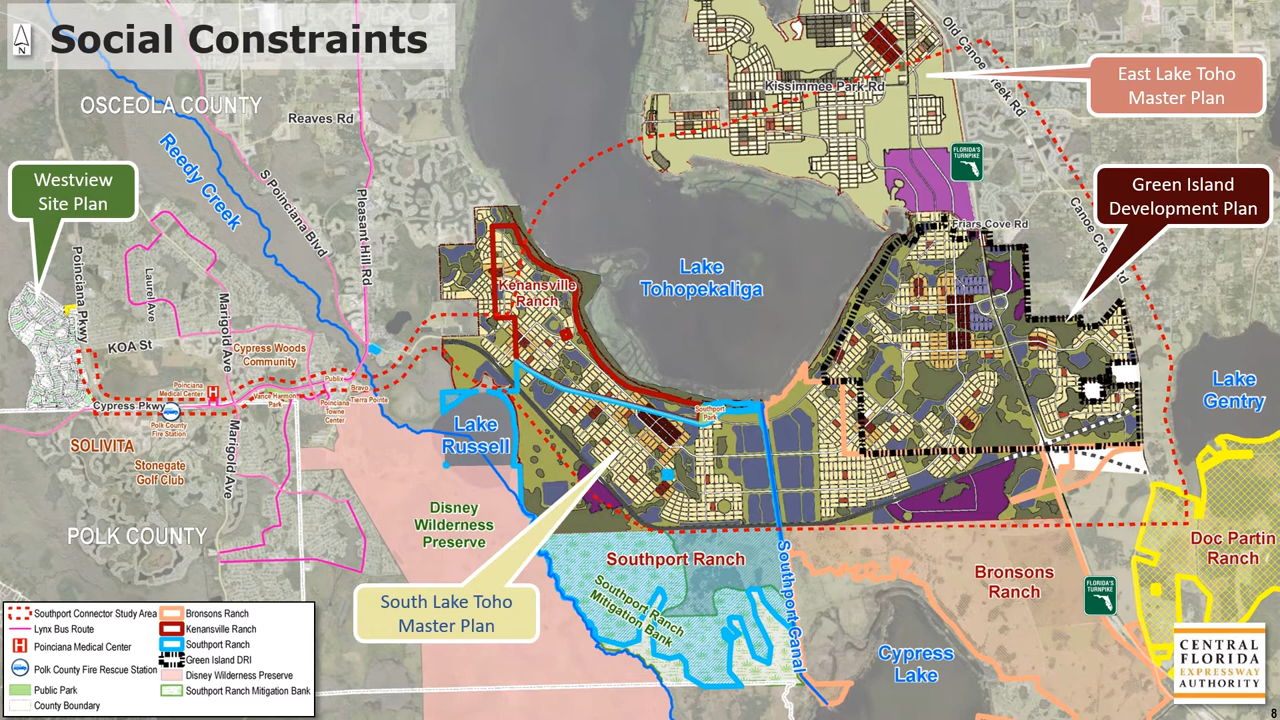 N
Social Constraints
OSCEOLA COUNTY
Reaves Rd
Reedy Creek
S Poinciana Blvd
Pleasant Hill Rd
Westview
Site Plan
Poinciana Pkwy
Laurel Ave
Marigold Ave
KOA St
Cypress Woods
Community
Poinciana
Medical Center
H
Vance Harmon
Park
Publix
Poinciana
Towne
Center
Bravo
Tierra Pointe
Cypress Pkwy
Polk County
Fire Station
SOLIVITA
Stonegate
Golf Club
Marigold Ave
POLK COUNTY
Kissimmee Park Rd
Old Canoe Creek Rd
East Lake Toho
Master Plan
FLORIDA'S
TURNPIKE
Green Island
Development Plan
Friars Cove Rd
Canoe Cre
Rd
Lake
Tohopekaliga
Kenansville
Ranch
Lake
Gentry
Lake
Russell
Southport
Park
Disney
Wilderness
Preserve
South Lake Toho
Master Plan
Southport Ranch
Southport Ranch
Mitigation Bank
Southport Canal
Bronsons
Ranch
Doc Partin
Ranch
FLORIDA'S
TURNPIKE
Cypress
Lake
Southport Connector Study Area
Lynx Bus Route
H Poinciana Medical Center
Polk County Fire Rescue Station
Public Park
County Boundary
Bronsons Ranch
Kenansville Ranch
Southport Ranch
Green Island DRI
Disney Wilderness Preserve
Southport Ranch Mitigation Bank
CENTRAL
FLORIDA
EXPRESSWAY
AUTHORITY
8